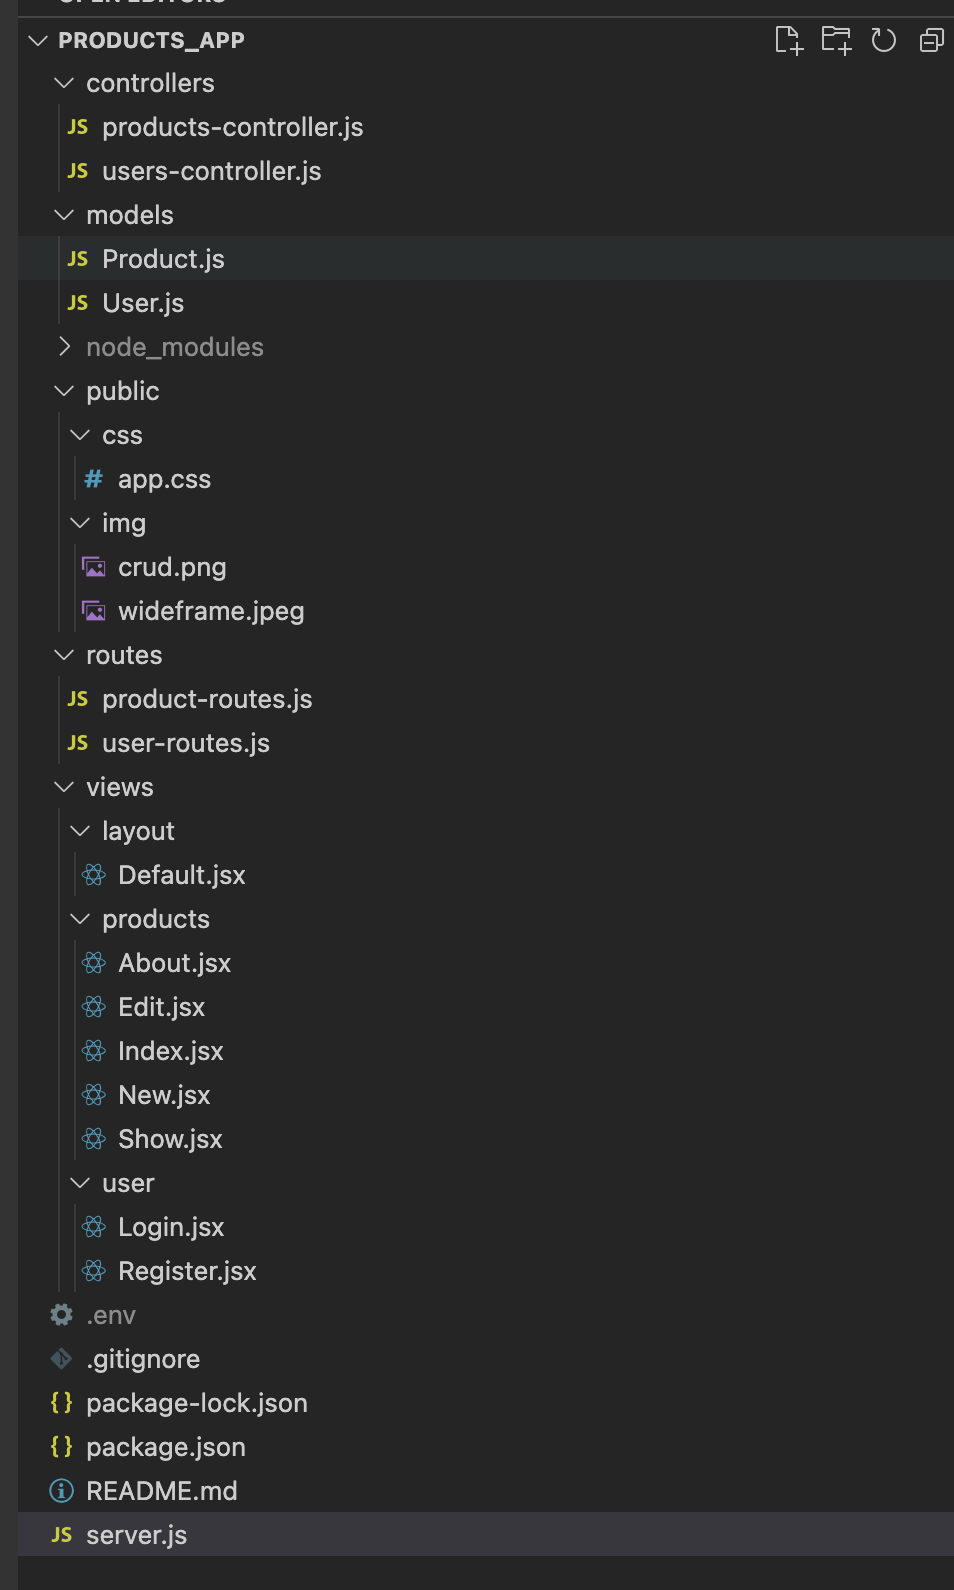 OPEN EDITORS
PRODUCTS_APP
controllers
JS products-controller.js
JS users-controller.js
models
JS Product.js
JS User.js
node_modules
public
css
# app.css
img
crud.png
wideframe.jpeg
routes
JS product-routes.js
JS user-routes.js
views
layout
Default.jsx
products
About.jsx
Edit.jsx
Index.jsx
New.jsx
Show.jsx
user
Login.jsx
Register.jsx
.env
.gitignore
{} package-lock.json
{} package.json
README.md
JS server.js